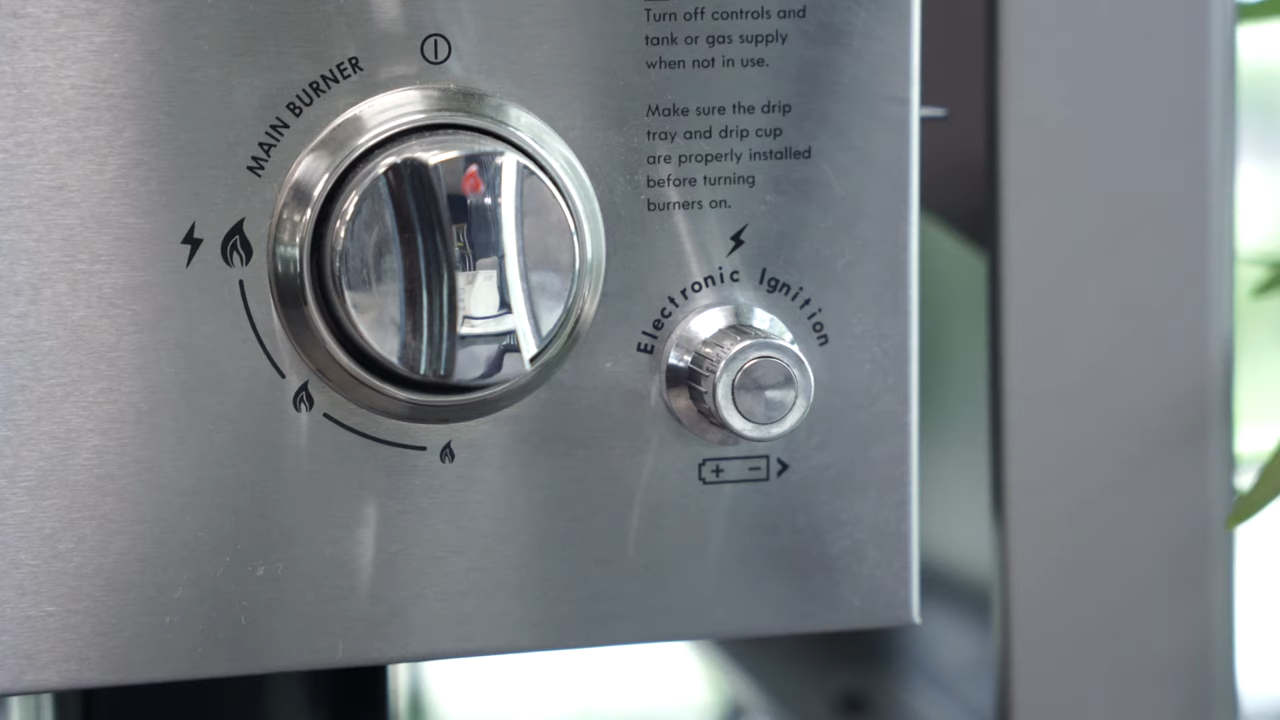 Turn off controls and
tank or gas supply
when not in use.
Make sure the drip
tray and drip cup
are properly installed
before turning
burners on.
MAIN BURNER
Electronic Ignition
+ −